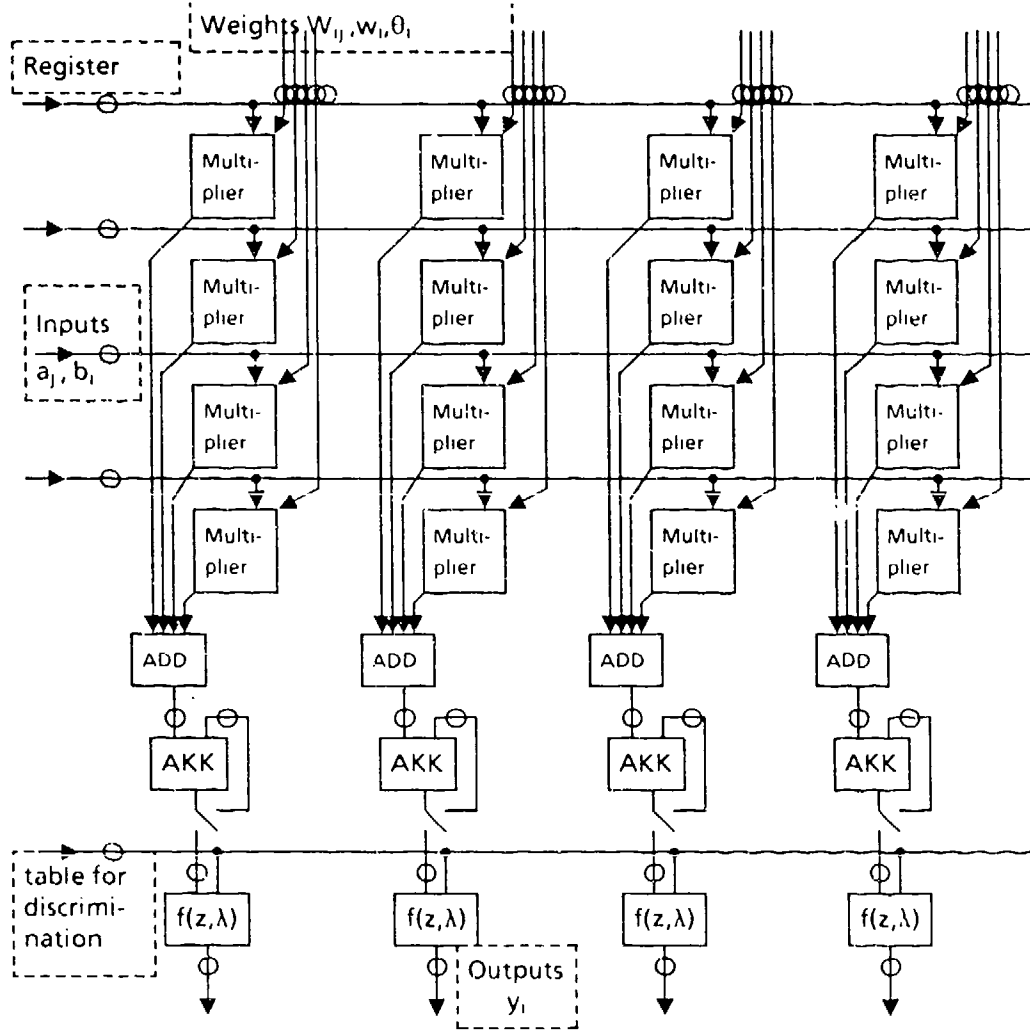 Weights W_ij, w_i, θ_i
Register
Multi- Multi- Multi- Multi-
plier plier plier plier
Multi- Multi- Multi- Multi-
plier plier plier plier
Inputs
a_j, b_i
Multi- Multi- Multi- Multi-
plier plier plier plier
Multi- Multi- Multi- Multi-
plier plier plier plier
ADD ADD ADD ADD
AKK AKK AKK AKK
table for
discrimi-
nation
f(z,λ) f(z,λ) f(z,λ) f(z,λ)
Outputs
y_i